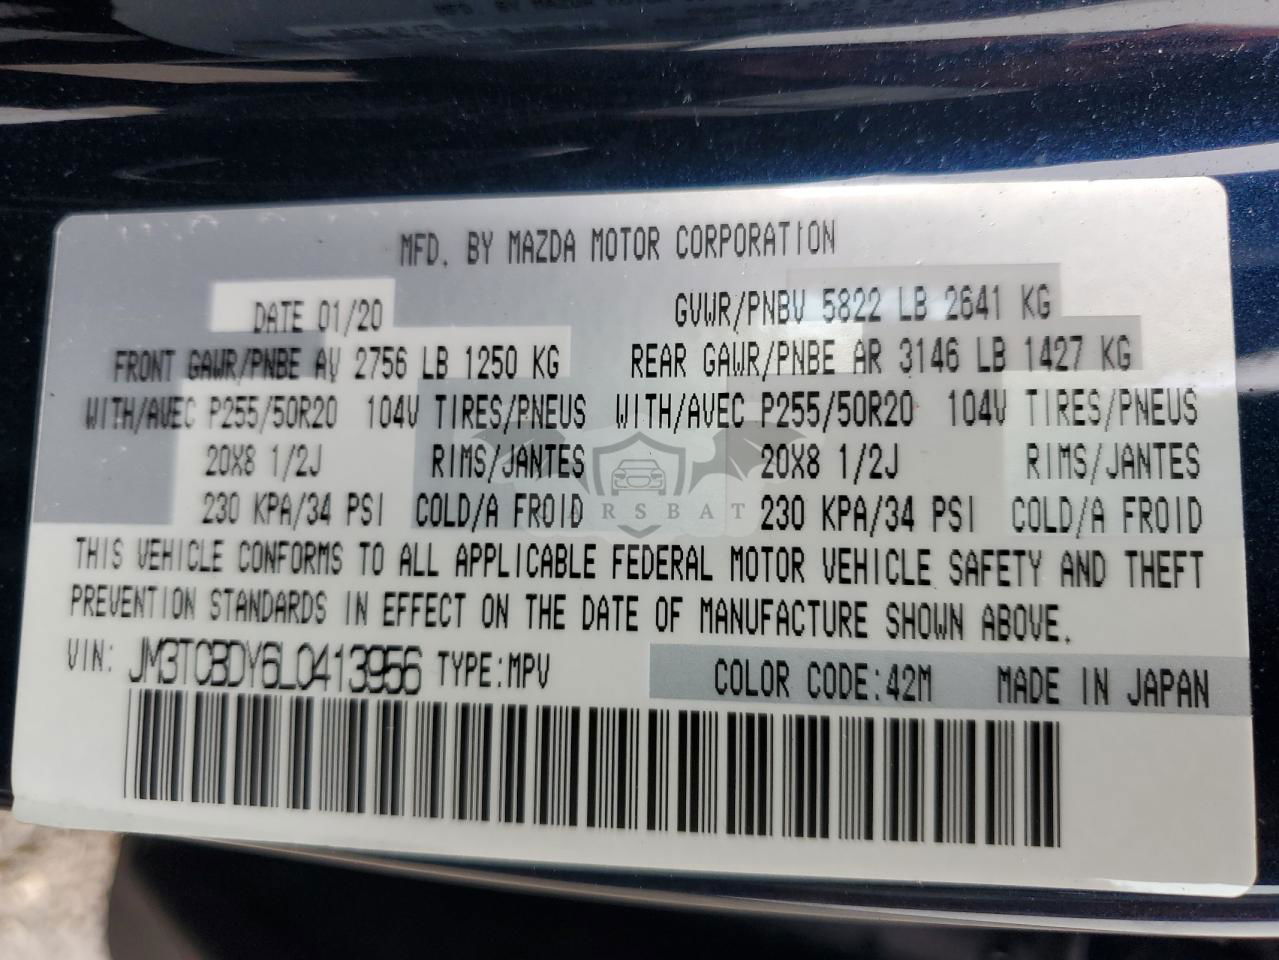 MFD. BY MAZDA MOTOR CORPORATION
DATE 01/20 GVWR/PNBV 5822 LB 2641 KG
FRONT GAWR/PNBE AV 2756 LB 1250 KG REAR GAWR/PNBE AR 3146 LB 1427 KG
WITH/AVEC P255/50R20 104V TIRES/PNEUS WITH/AVEC P255/50R20 104V TIRES/PNEUS
20X8 1/2J RIMS/JANTES 20X8 1/2J RIMS/JANTES
230 KPA/34 PSI COLD/A FROID 230 KPA/34 PSI COLD/A FROID
THIS VEHICLE CONFORMS TO ALL APPLICABLE FEDERAL MOTOR VEHICLE SAFETY AND THEFT
PREVENTION STANDARDS IN EFFECT ON THE DATE OF MANUFACTURE SHOWN ABOVE.
VIN: JM3TCBDY6L0413956 TYPE:MPV COLOR CODE:42M MADE IN JAPAN